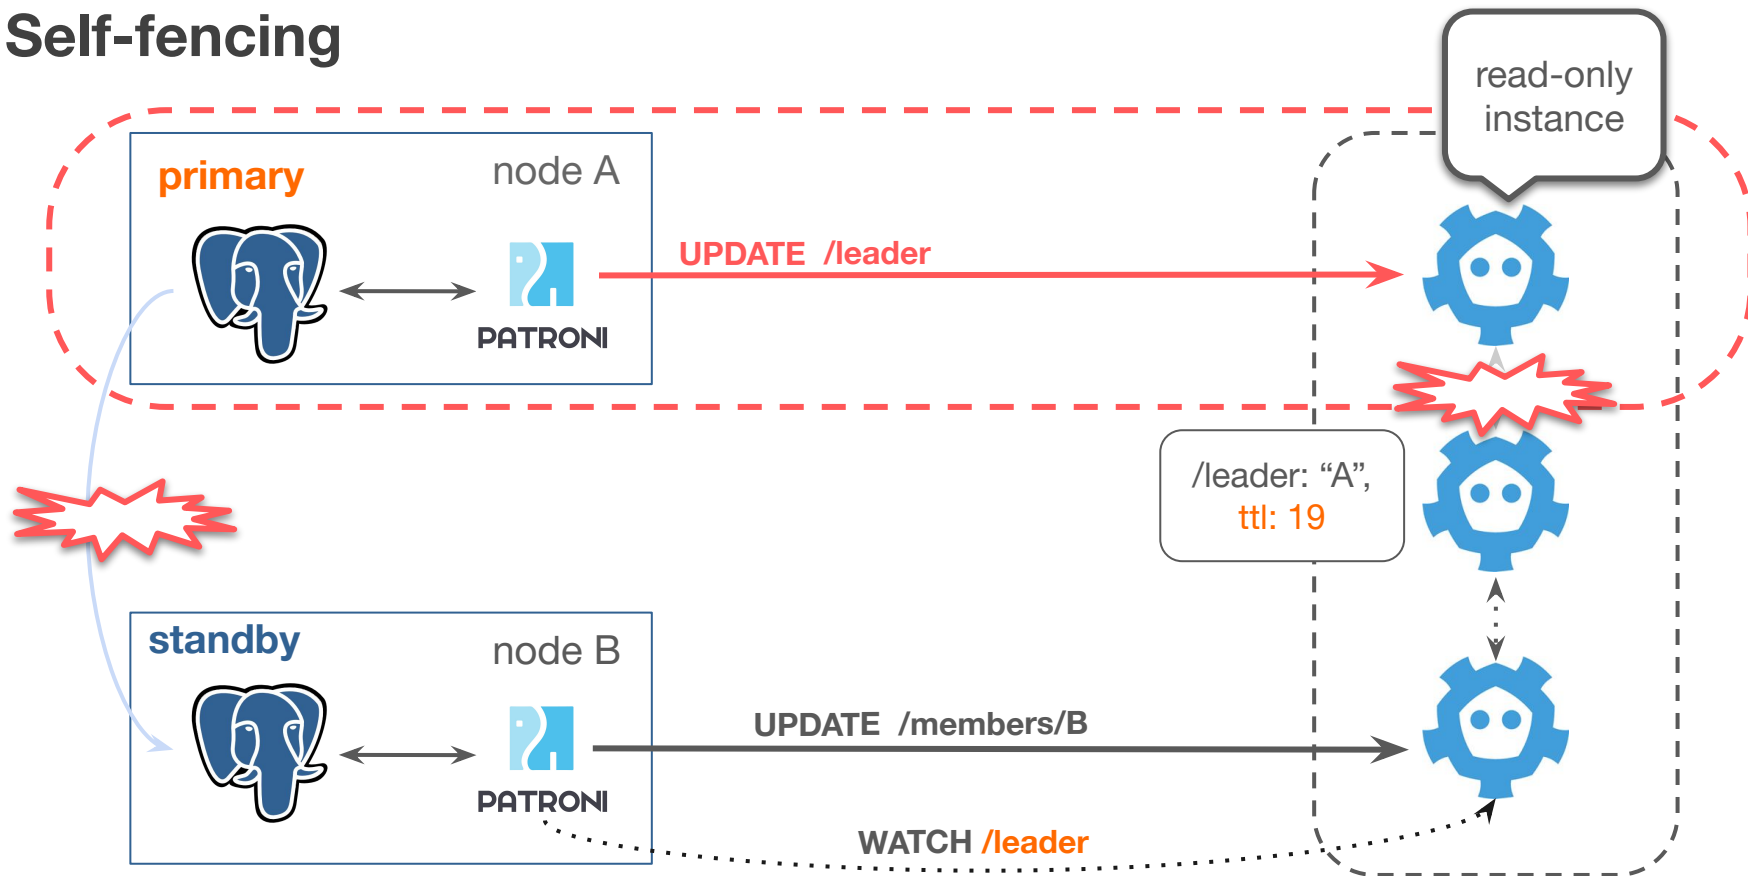 Self-fencing
read-only
instance
primary
node A
UPDATE /leader
PATRONI
/leader: “A”,
ttl: 19
standby
node B
UPDATE /members/B
PATRONI
WATCH /leader